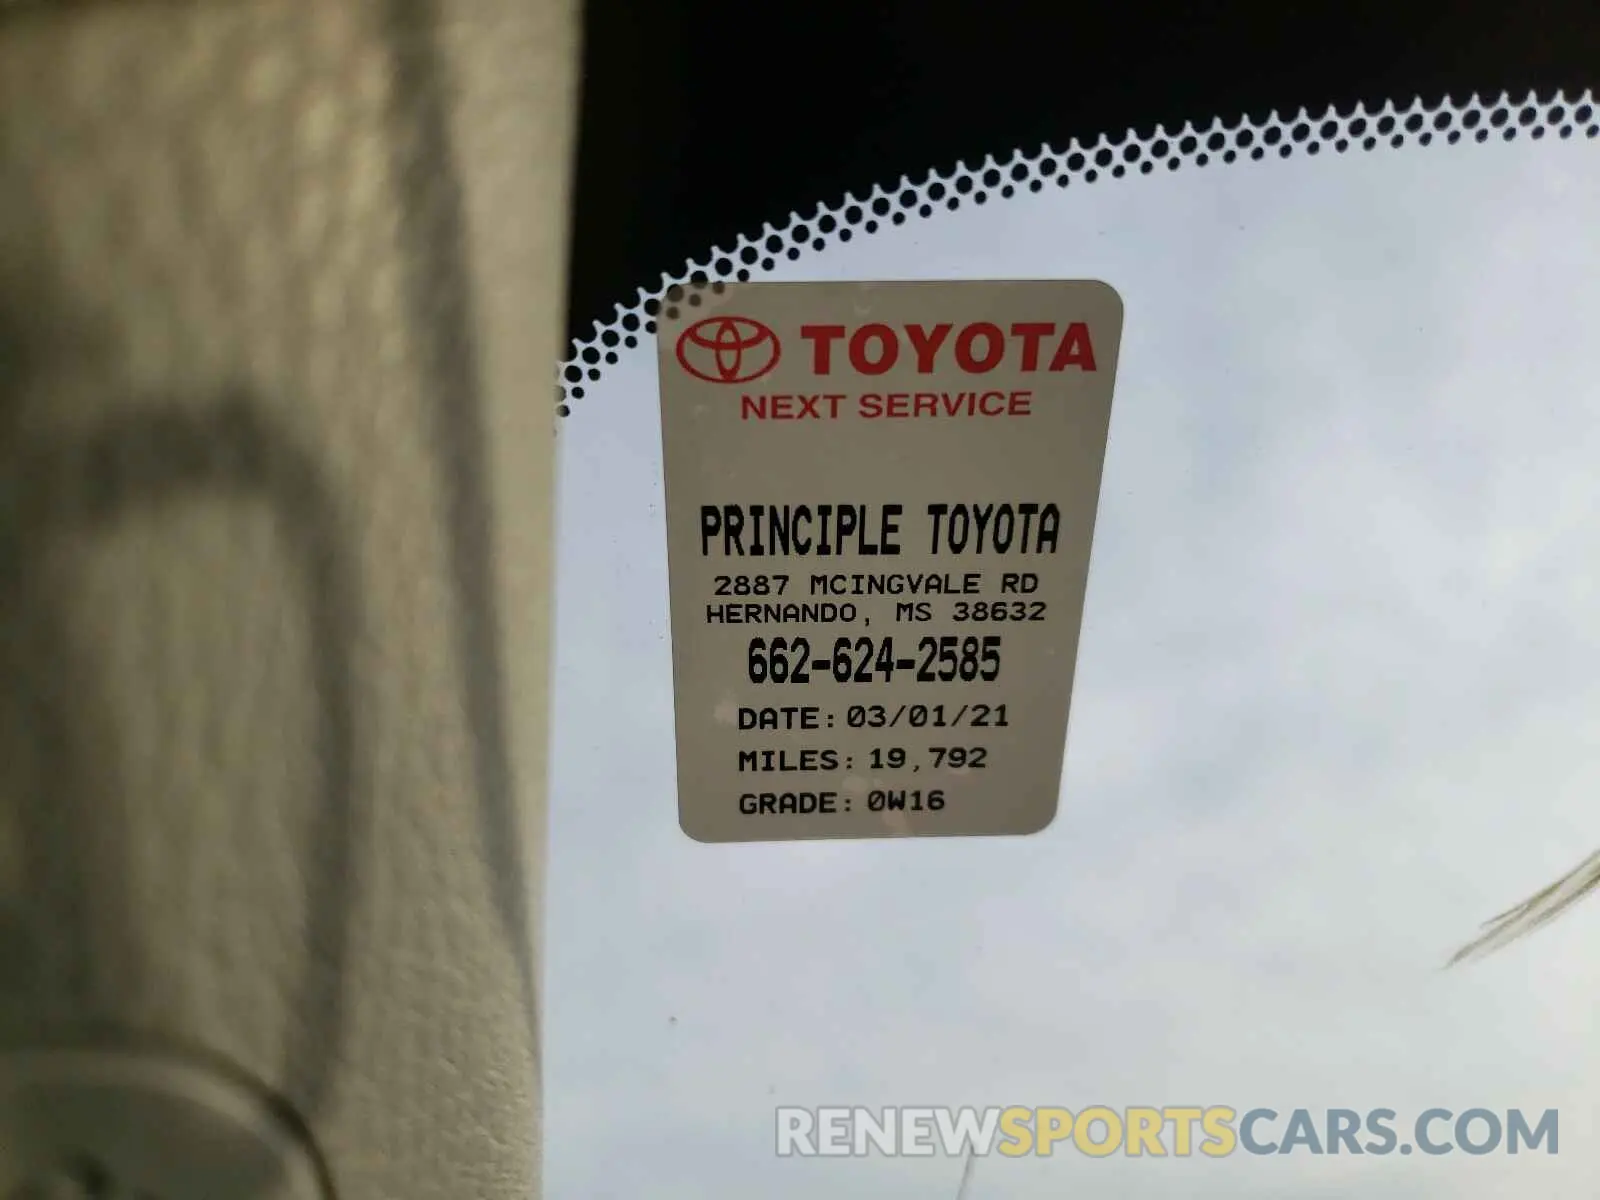 TOYOTA
NEXT SERVICE
PRINCIPLE TOYOTA
2887 MCINGVALE RD
HERNANDO, MS 38632
662-624-2585
DATE: 03/01/21
MILES: 19,792
GRADE: 0W16
RENEWSPORTSCARS.COM